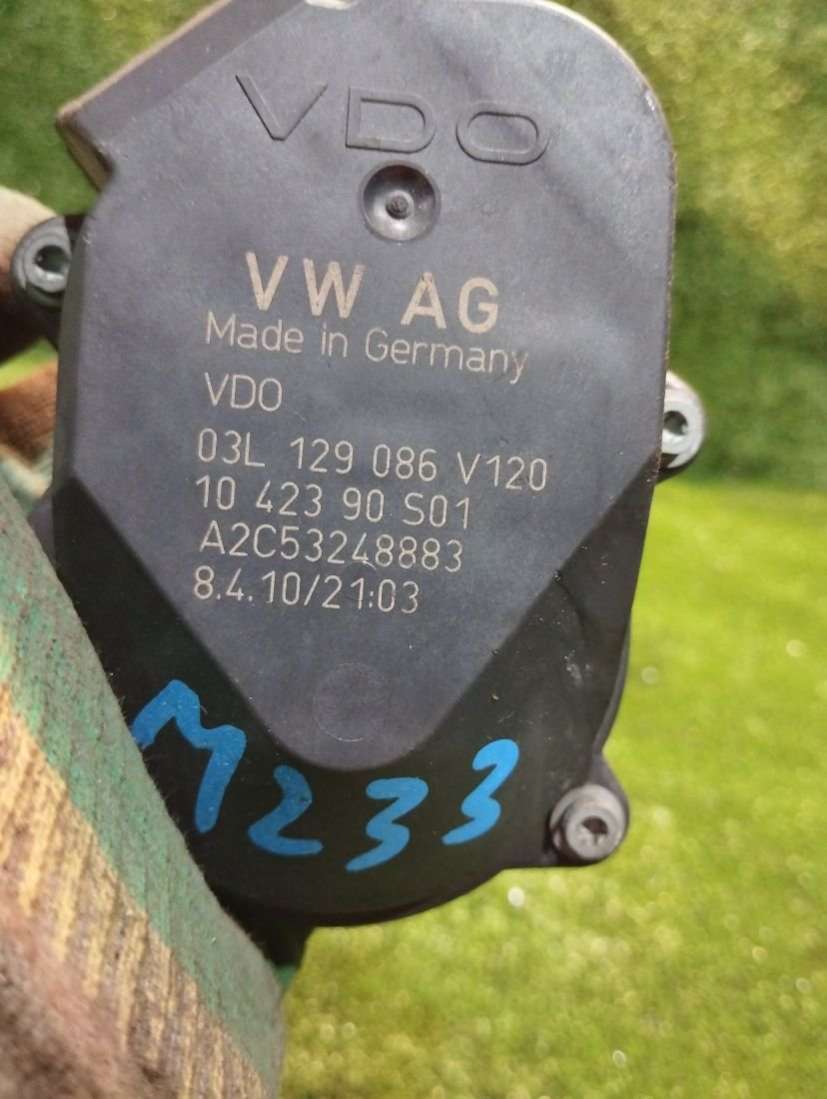 VDO
VW AG
Made in Germany
VDO
03L 129 086 V120
10 423 90 S01
A2C53248883
8.4.10/21:03
M233